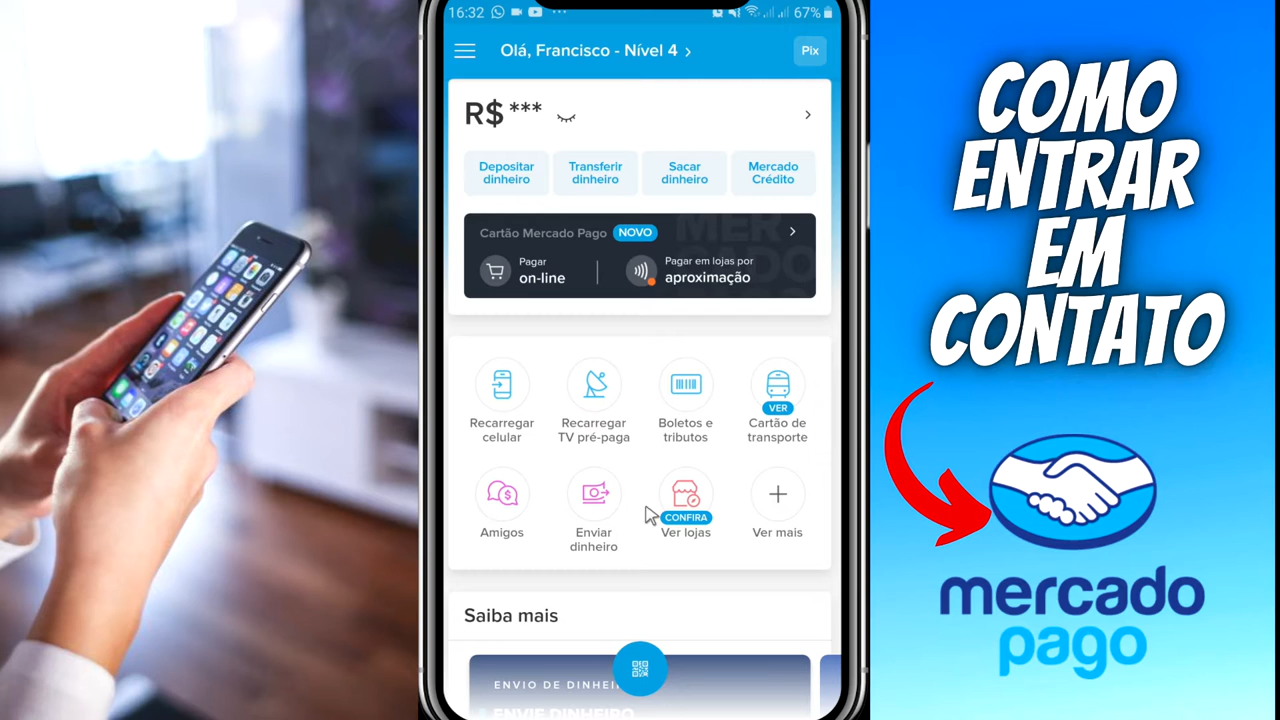 16:32
67%
Olá, Francisco - Nível 4
Pix
R$ ***
Depositar
dinheiro
Transferir
dinheiro
Sacar
dinheiro
Mercado
Crédito
Cartão Mercado Pago NOVO
Pagar
on-line
Pagar em lojas por
aproximação
Recarregar
celular
Recarregar
TV pré-paga
Boletos e
tributos
VER
Cartão de
transporte
Amigos
Enviar
dinheiro
CONFIRA
Ver lojas
Ver mais
Saiba mais
ENVIO DE
COMO
ENTRAR
EM
CONTATO
mercado
pago